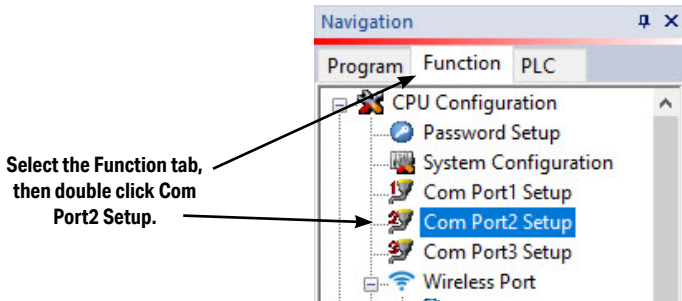 Navigation
Program Function PLC
CPU Configuration
Password Setup
System Configuration
Com Port1 Setup
Select the Function tab,
then double click Com
Port2 Setup.
Com Port2 Setup
Com Port3 Setup
Wireless Port